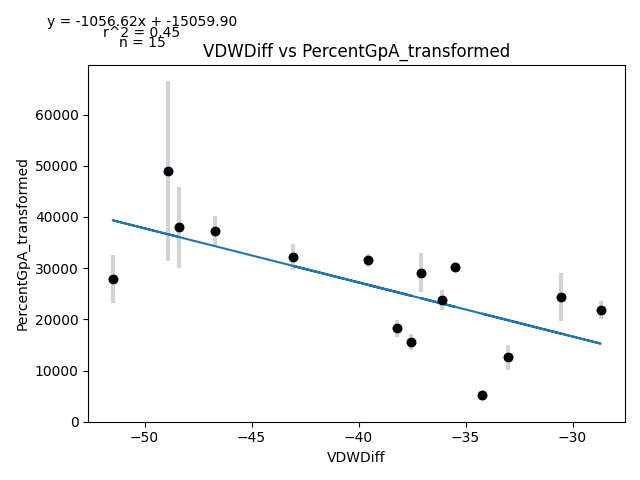 y = -1056.62x + -15059.90
r^2 = 0.45
n = 15
VDWDiff vs PercentGpA_transformed
PercentGpA_transformed
60000
50000
40000
30000
20000
10000
0
−50
−45
−40
−35
−30
VDWDiff